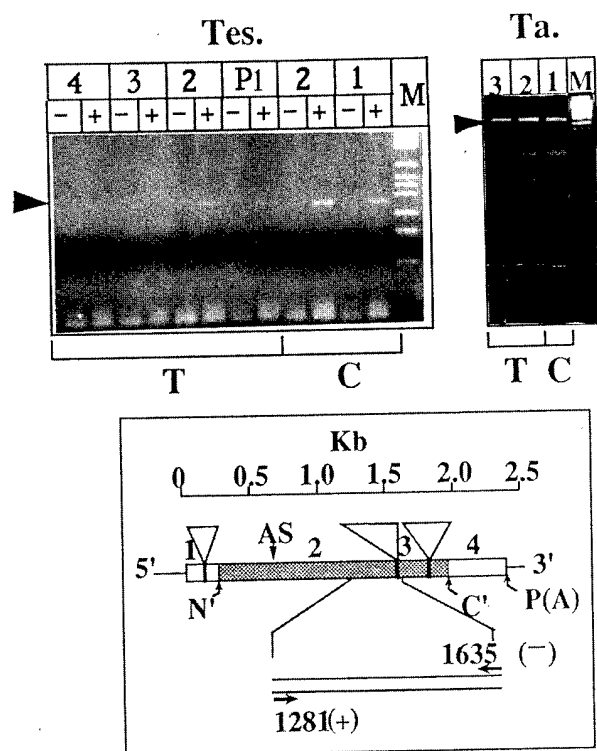 Tes.
4 3 2 Pl 2 1 M
− + − + − + − + − + − +
T C
Ta.
3 2 1 M
T C
Kb
0 0.5 1.0 1.5 2.0 2.5
1 AS 2 3 4
5' 3'
N' C' P(A)
1635 (−)
1281(+)